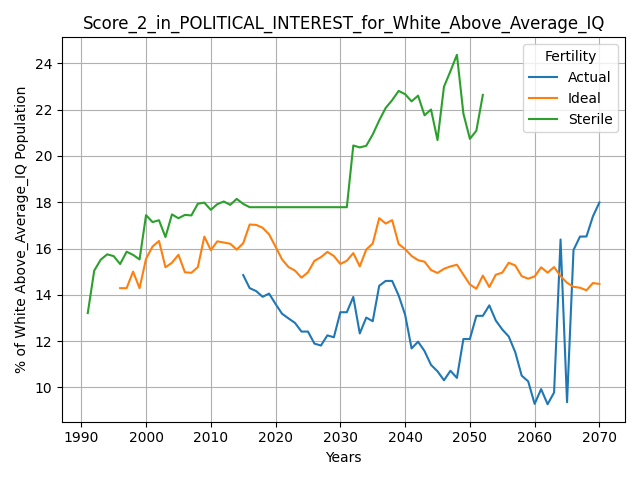 Score_2_in_POLITICAL_INTEREST_for_White_Above_Average_IQ
% of White Above_Average_IQ Population
24
22
20
18
16
14
12
10
Fertility
Actual
Ideal
Sterile
1990 2000 2010 2020 2030 2040 2050 2060 2070
Years